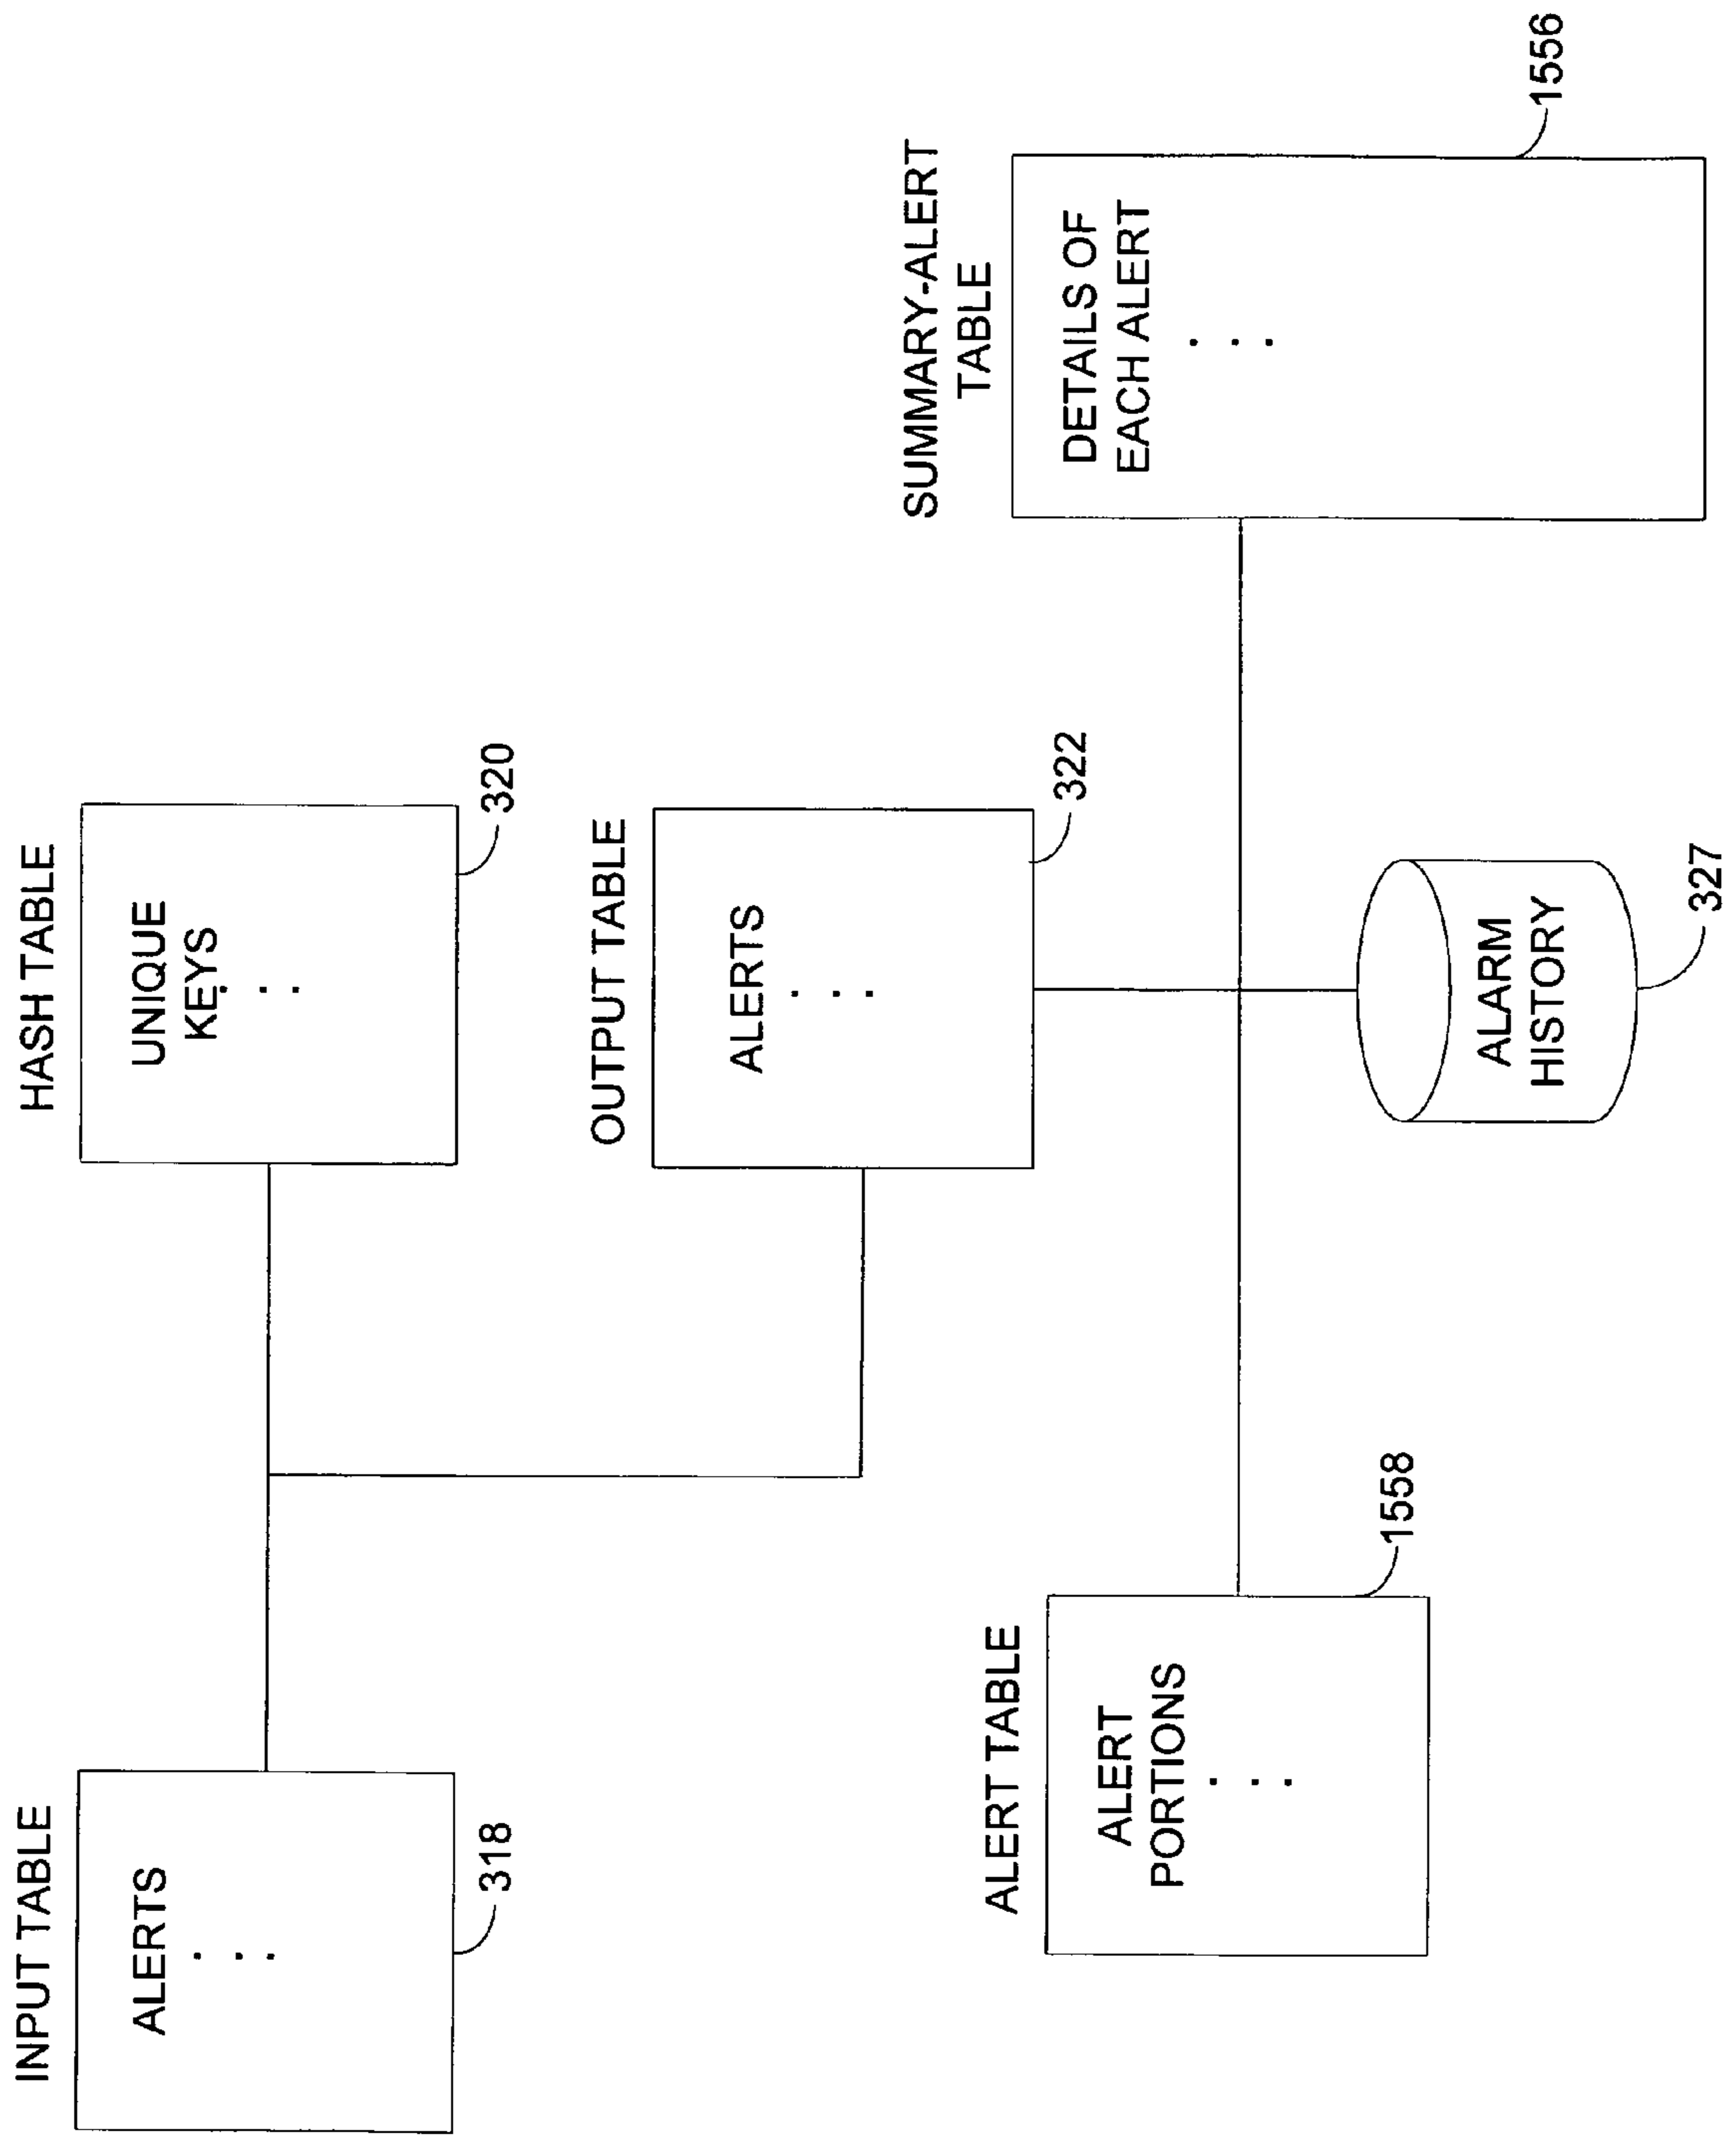 INPUT TABLE
ALERTS
318
HASH TABLE
UNIQUE
KEYS
320
OUTPUT TABLE
ALERTS
322
ALERT TABLE
ALERT
PORTIONS
1558
ALARM
HISTORY
327
SUMMARY-ALERT
TABLE
DETAILS OF
EACH ALERT
1556